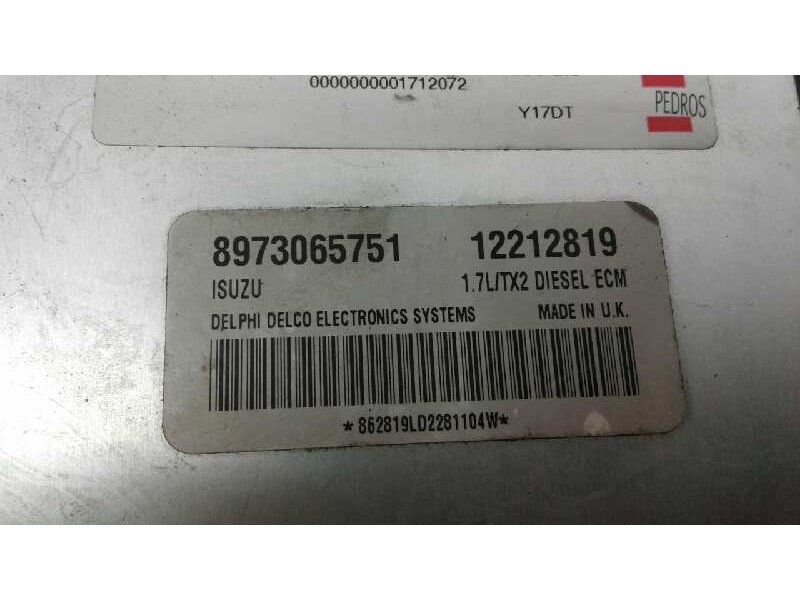 0000000001712072
Y17DT
PEDROS
8973065751 12212819
ISUZU 1.7L/TX2 DIESEL ECM
DELPHI DELCO ELECTRONICS SYSTEMS MADE IN U.K.
*862819LD2281104W*